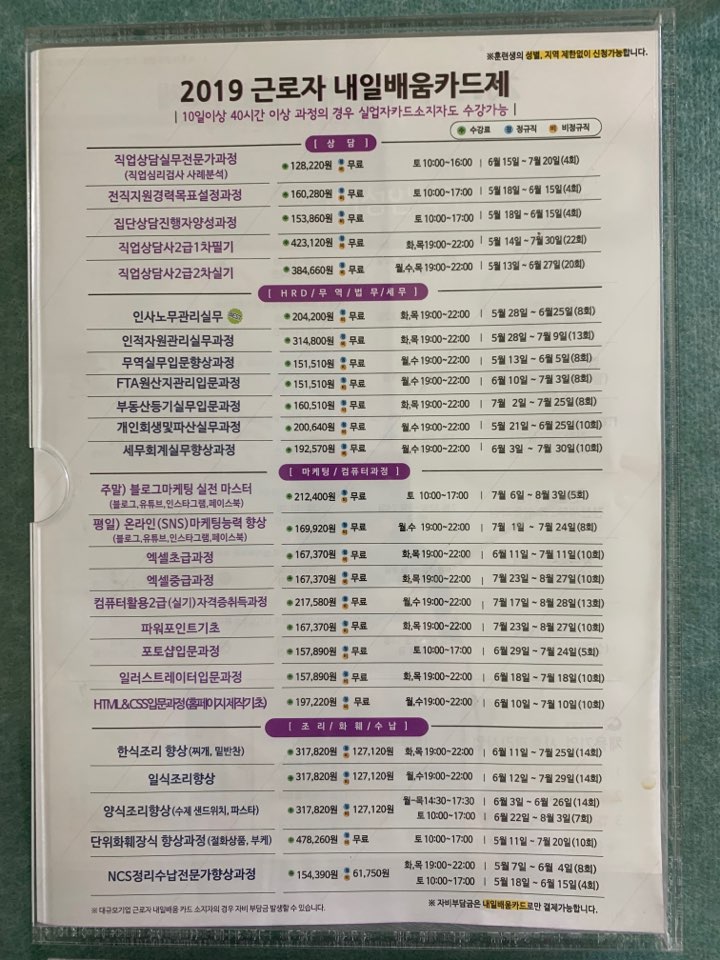 ※훈련생의 성별, 지역 제한없이 신청가능합니다.
2019 근로자 내일배움카드제
| 10일이상 40시간 이상 과정의 경우 실업자카드소지자도 수강가능 |
수 수강료 정 정규직 비 비정규직
[ 상 담 ]
직업상담실무전문가과정 128,220원 무료 토 10:00~16:00 | 6월 15일 ~ 7월 20일(4회)
(직업심리검사 사례분석)
전직지원경력목표설정과정 160,280원 무료 토 10:00~17:00 | 5월 18일 ~ 6월 15일(4회)
집단상담진행자양성과정 153,860원 무료 토 10:00~17:00 | 5월 18일 ~ 6월 15일(4회)
직업상담사2급1차필기 423,120원 무료 화,목19:00~22:00 | 5월 14일 ~ 7월 30일(22회)
직업상담사2급2차실기 384,660원 무료 월,수,목 19:00~22:00 | 5월 13일 ~ 6월 27일(20회)
[ HRD / 무 역 / 법 무 / 세 무 ]
인사노무관리실무 204,200원 무료 화,목 19:00~22:00 | 5월 28일 ~ 6월25일(8회)
인적자원관리실무과정 314,800원 무료 화,목 19:00~22:00 | 5월 28일 ~ 7월 9일(13회)
무역실무입문향상과정 151,510원 무료 월,수 19:00~22:00 | 5월 13일 ~ 6월 5일(8회)
FTA원산지관리입문과정 151,510원 무료 월,수 19:00~22:00 | 6월 10일 ~ 7월 3일(8회)
부동산등기실무입문과정 160,510원 무료 화,목 19:00~22:00 | 7월 2일 ~ 7월 25일(8회)
개인회생및파산실무과정 200,640원 무료 월,수 19:00~22:00 | 5월 21일 ~ 6월 25일(10회)
세무회계실무향상과정 192,570원 무료 월,수 19:00~22:00 | 6월 3일 ~ 7월 30일(10회)
[ 마케팅 / 컴퓨터과정 ]
주말) 블로그마케팅 실전 마스터 212,400원 무료 토 10:00~17:00 | 7월 6일 ~ 8월 3일(5회)
(블로그,유튜브,인스타그램,페이스북)
평일) 온라인(SNS)마케팅능력 향상 169,920원 무료 월,수 19:00~22:00 | 7월 1일 ~ 7월 24일(8회)
(블로그,유튜브,인스타그램,페이스북)
엑셀초급과정 167,370원 무료 화,목 19:00~22:00 | 6월 11일 ~ 7월 11일(10회)
엑셀중급과정 167,370원 무료 화,목 19:00~22:00 | 7월 23일 ~ 8월 27일(10회)
컴퓨터활용2급(실기)자격증취득과정 217,580원 무료 월,수 19:00~22:00 | 7월 17일 ~ 8월 28일(13회)
파워포인트기초 167,370원 무료 화,목 19:00~22:00 | 7월 23일 ~ 8월 27일(10회)
포토샵입문과정 157,890원 무료 토 10:00~17:00 | 6월 29일 ~ 7월 24일(5회)
일러스트레이터입문과정 157,890원 무료 화,목 19:00~22:00 | 6월 18일 ~ 7월 18일(10회)
HTML&CSS입문과정(홈페이지제작기초) 197,220원 무료 월,수19:00~22:00 | 6월 10일 ~ 7월 10일(10회)
[ 조 리 / 화 훼 / 수 납 ]
한식조리 향상(찌개, 밑반찬) 317,820원 127,120원 화,목 19:00~22:00 | 6월 11일 ~ 7월 25일(14회)
일식조리향상 317,820원 127,120원 월,수19:00~22:00 | 6월 12일 ~ 7월 29일(14회)
양식조리향상(수제 샌드위치, 파스타) 317,820원 127,120원 월~목14:30~17:30 | 6월 3일 ~ 6월 26일(14회)
토 10:00~17:00 | 6월 22일 ~ 8월 3일(7회)
단위화훼장식 향상과정(절화상품, 부케) 478,260원 무료 토 10:00~17:00 | 5월 11일 ~ 7월 20일(10회)
NCS정리수납전문가향상과정 154,390원 61,750원 화,목 19:00~22:00 | 5월 7일 ~ 6월 4일(8회)
토 10:00~17:00 | 5월 18일 ~ 6월 15일(4회)
※ 대규모기업 근로자 내일배움 카드 소지자의 경우 자비 부담금 발생할 수 있습니다.
※ 자비부담금은 내일배움카드로만 결제가능합니다.